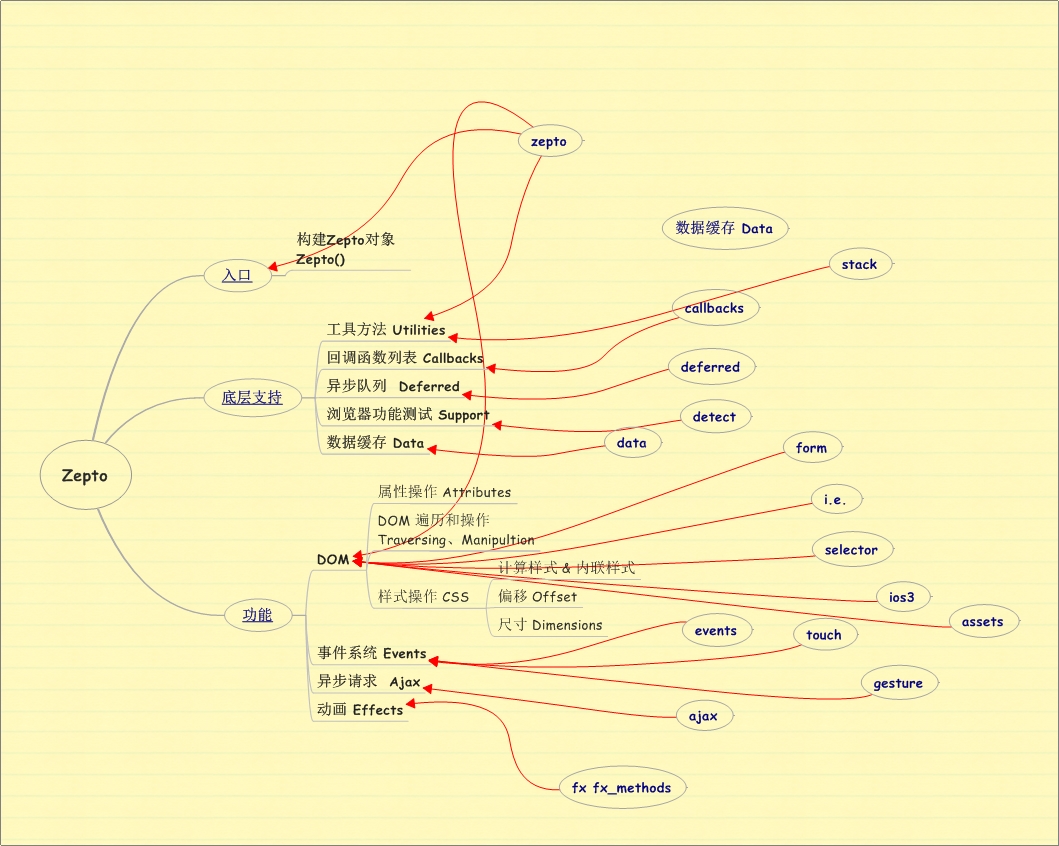 zepto
数据缓存 Data
构建Zepto对象
Zepto()
入口
stack
callbacks
工具方法 Utilities
回调函数列表 Callbacks
deferred
异步队列 Deferred
底层支持
浏览器功能测试 Support
detect
数据缓存 Data
data
form
Zepto
属性操作 Attributes
i.e.
DOM 遍历和操作
Traversing、Manipultion
selector
DOM
计算样式 & 内联样式
样式操作 CSS
偏移 Offset
ios3
功能
尺寸 Dimensions
assets
events
touch
事件系统 Events
异步请求 Ajax
gesture
动画 Effects
ajax
fx fx_methods